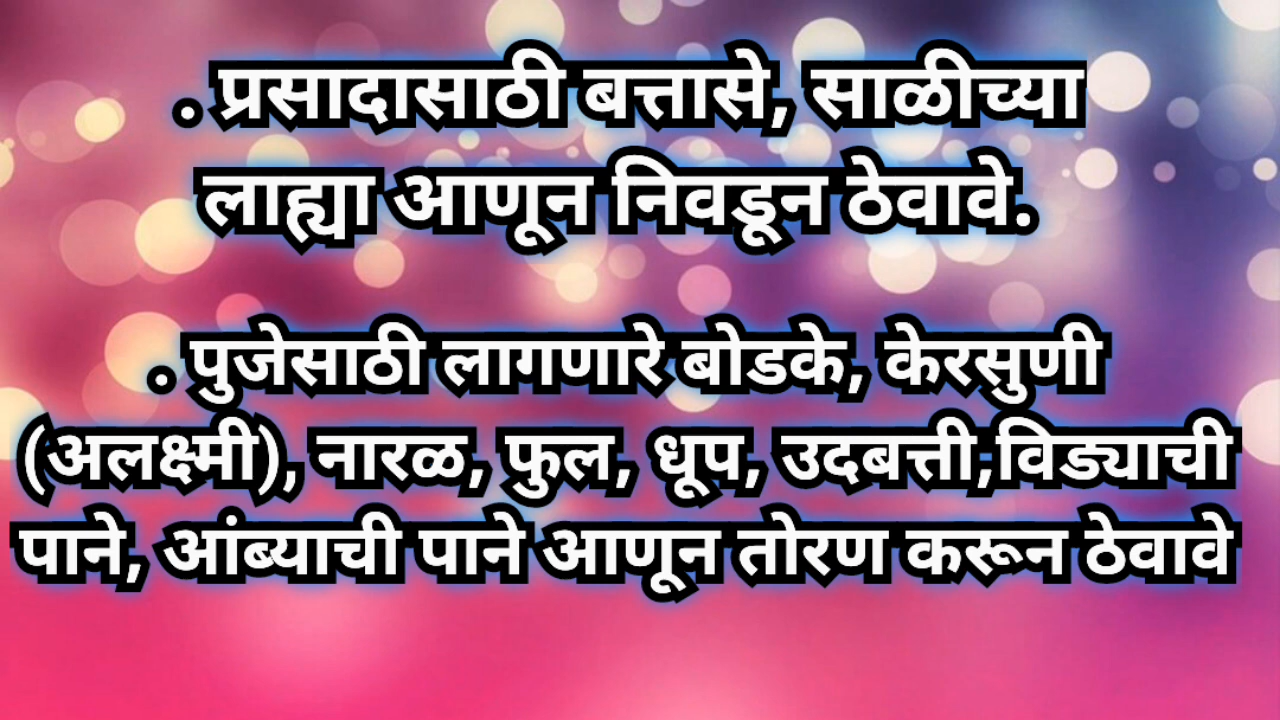 . प्रसादासाठी बत्तासे, साळीच्या
लाह्या आणून निवडून ठेवावे.
. पुजेसाठी लागणारे बोडके, केरसुणी
(अलक्ष्मी), नारळ, फुल, धूप, उदबत्ती,विड्याची
पाने, आंब्याची पाने आणून तोरण करून ठेवावे